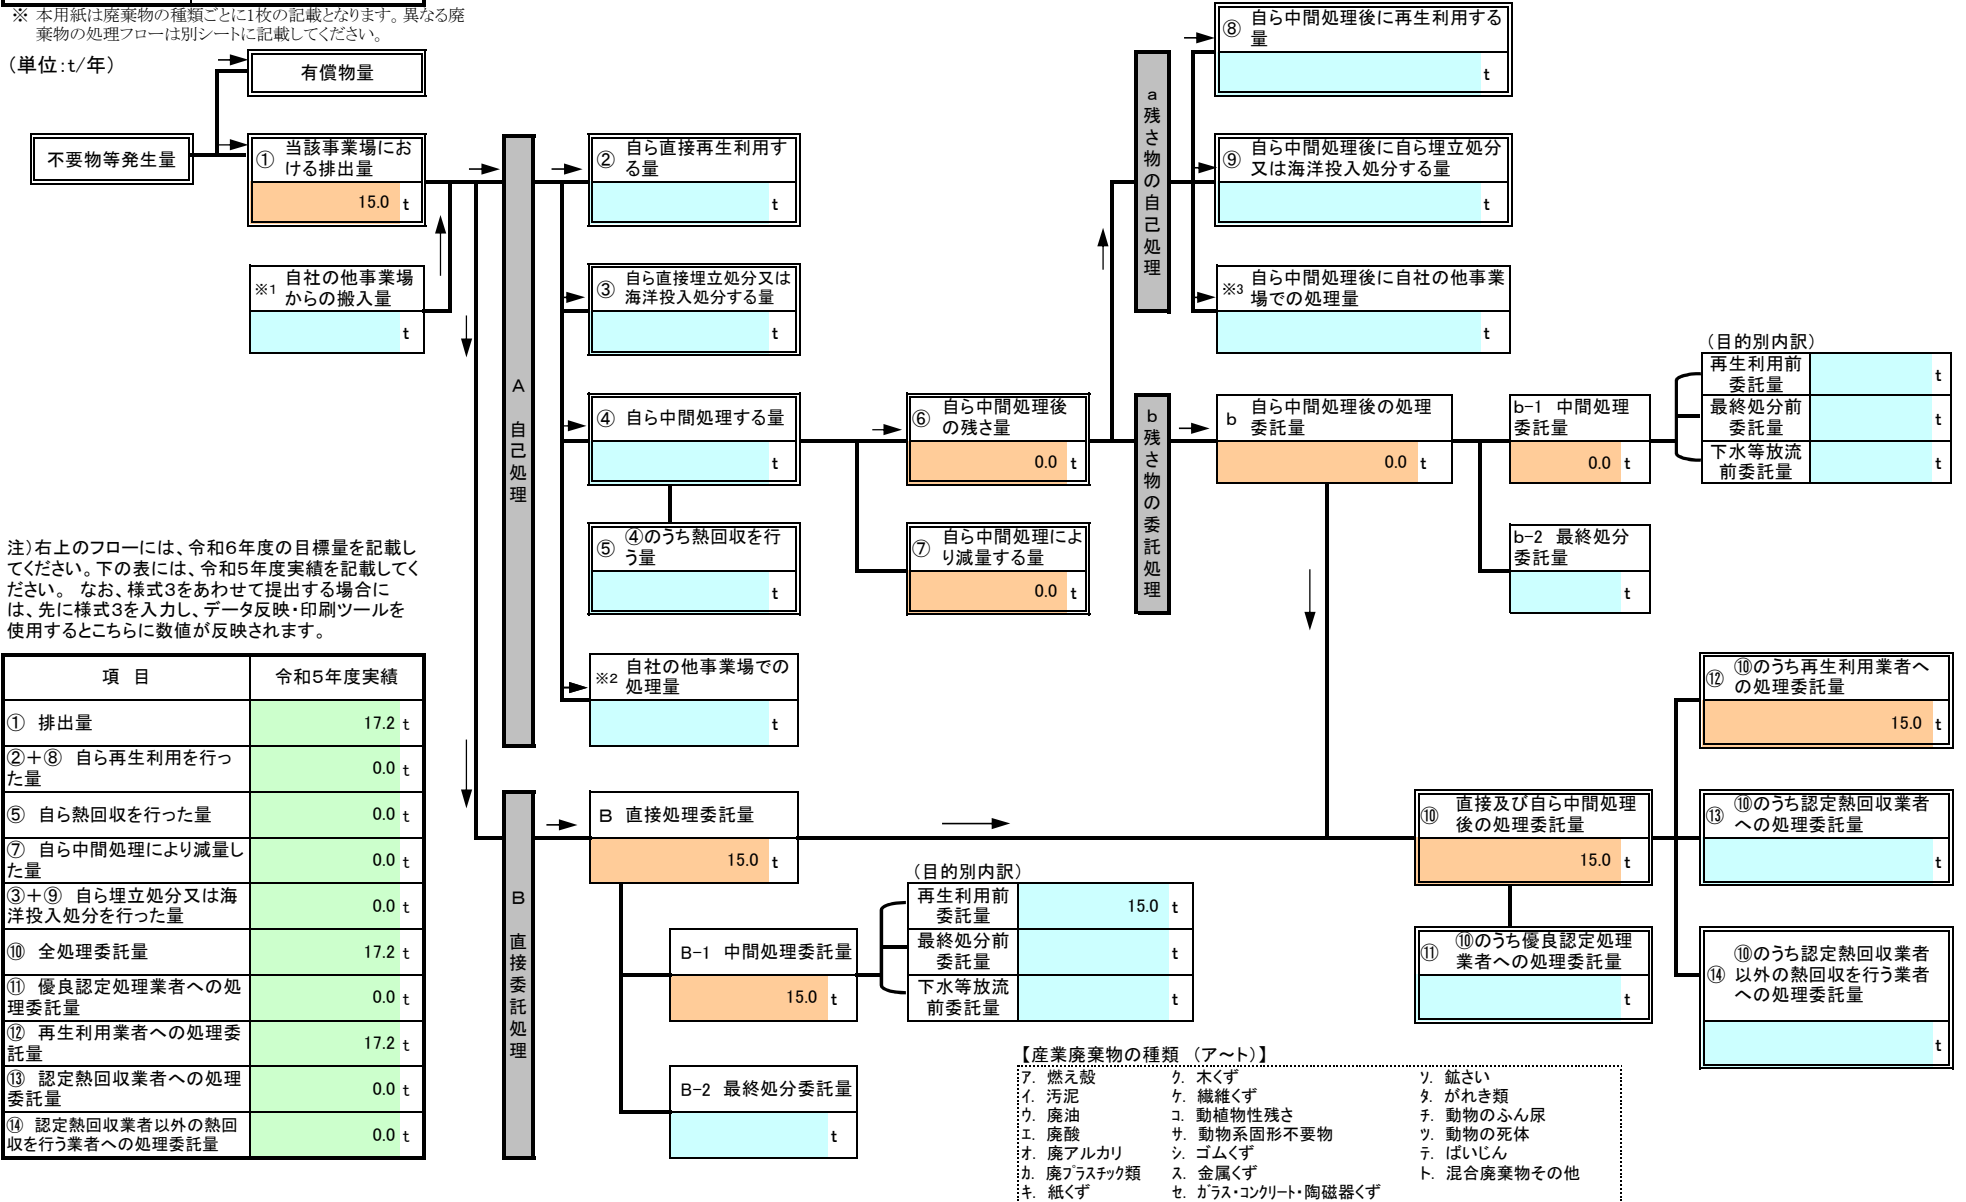 ※ 本用紙は廃棄物の種類ごとに1枚の記載となります。異なる廃
棄物の処理フローは別シートに記載してください。
（単位:t/年）
有償物量
不要物等発生量
① 当該事業場にお
ける排出量
15.0 t
※1 自社の他事業場
からの搬入量
t
A 自己処理
② 自ら直接再生利用す
る量
t
③ 自ら直接埋立処分又は
海洋投入処分する量
t
④ 自ら中間処理する量
t
⑤ ④のうち熱回収を行
う量
t
※2 自社の他事業場での
処理量
t
⑥ 自ら中間処理後
の残さ量
0.0 t
⑦ 自ら中間処理によ
り減量する量
0.0 t
a 残さ物の自己処理
⑧ 自ら中間処理後に再生利用する
量
t
⑨ 自ら中間処理後に自ら埋立処分
又は海洋投入処分する量
t
※3 自ら中間処理後に自社の他事業
場での処理量
t
b 残さ物の委託処理
b 自ら中間処理後の処理
委託量
0.0 t
b-1 中間処理
委託量
0.0 t
b-2 最終処分
委託量
t
（目的別内訳）
再生利用前
委託量
t
最終処分前
委託量
t
下水等放流
前委託量
t
注）右上のフローには、令和6年度の目標量を記載し
てください。下の表には、令和5年度実績を記載してく
ださい。 なお、様式3をあわせて提出する場合に
は、先に様式3を入力し、データ反映・印刷ツールを
使用するとこちらに数値が反映されます。
項 目 令和5年度実績
① 排出量 17.2 t
②＋⑧ 自ら再生利用を行っ
た量 0.0 t
⑤ 自ら熱回収を行った量 0.0 t
⑦ 自ら中間処理により減量し
た量 0.0 t
③＋⑨ 自ら埋立処分又は海
洋投入処分を行った量 0.0 t
⑩ 全処理委託量 17.2 t
⑪ 優良認定処理業者への処
理委託量 0.0 t
⑫ 再生利用業者への処理委
託量 17.2 t
⑬ 認定熱回収業者への処理
委託量 0.0 t
⑭ 認定熱回収業者以外の熱回
収を行う業者への処理委託量 0.0 t
B 直接委託処理
B 直接処理委託量
15.0 t
B-1 中間処理委託量
15.0 t
B-2 最終処分委託量
t
（目的別内訳）
再生利用前
委託量
15.0 t
最終処分前
委託量
t
下水等放流
前委託量
t
⑩ 直接及び自ら中間処理
後の処理委託量
15.0 t
⑪ ⑩のうち優良認定処理
業者への処理委託量
t
⑫ ⑩のうち再生利用業者へ
の処理委託量
15.0 t
⑬ ⑩のうち認定熱回収業者
への処理委託量
t
⑭ ⑩のうち認定熱回収業者
以外の熱回収を行う業者
への処理委託量
t
【産業廃棄物の種類 （ア～ト）】
ア. 燃え殻 ク. 木くず ソ. 鉱さい
イ. 汚泥 ケ. 繊維くず タ. がれき類
ウ. 廃油 コ. 動植物性残さ チ. 動物のふん尿
エ. 廃酸 サ. 動物系固形不要物 ツ. 動物の死体
オ. 廃アルカリ シ. ゴムくず テ. ばいじん
カ. 廃プラスチック類 ス. 金属くず ト. 混合廃棄物その他
キ. 紙くず セ. ガラス・コンクリート・陶磁器くず